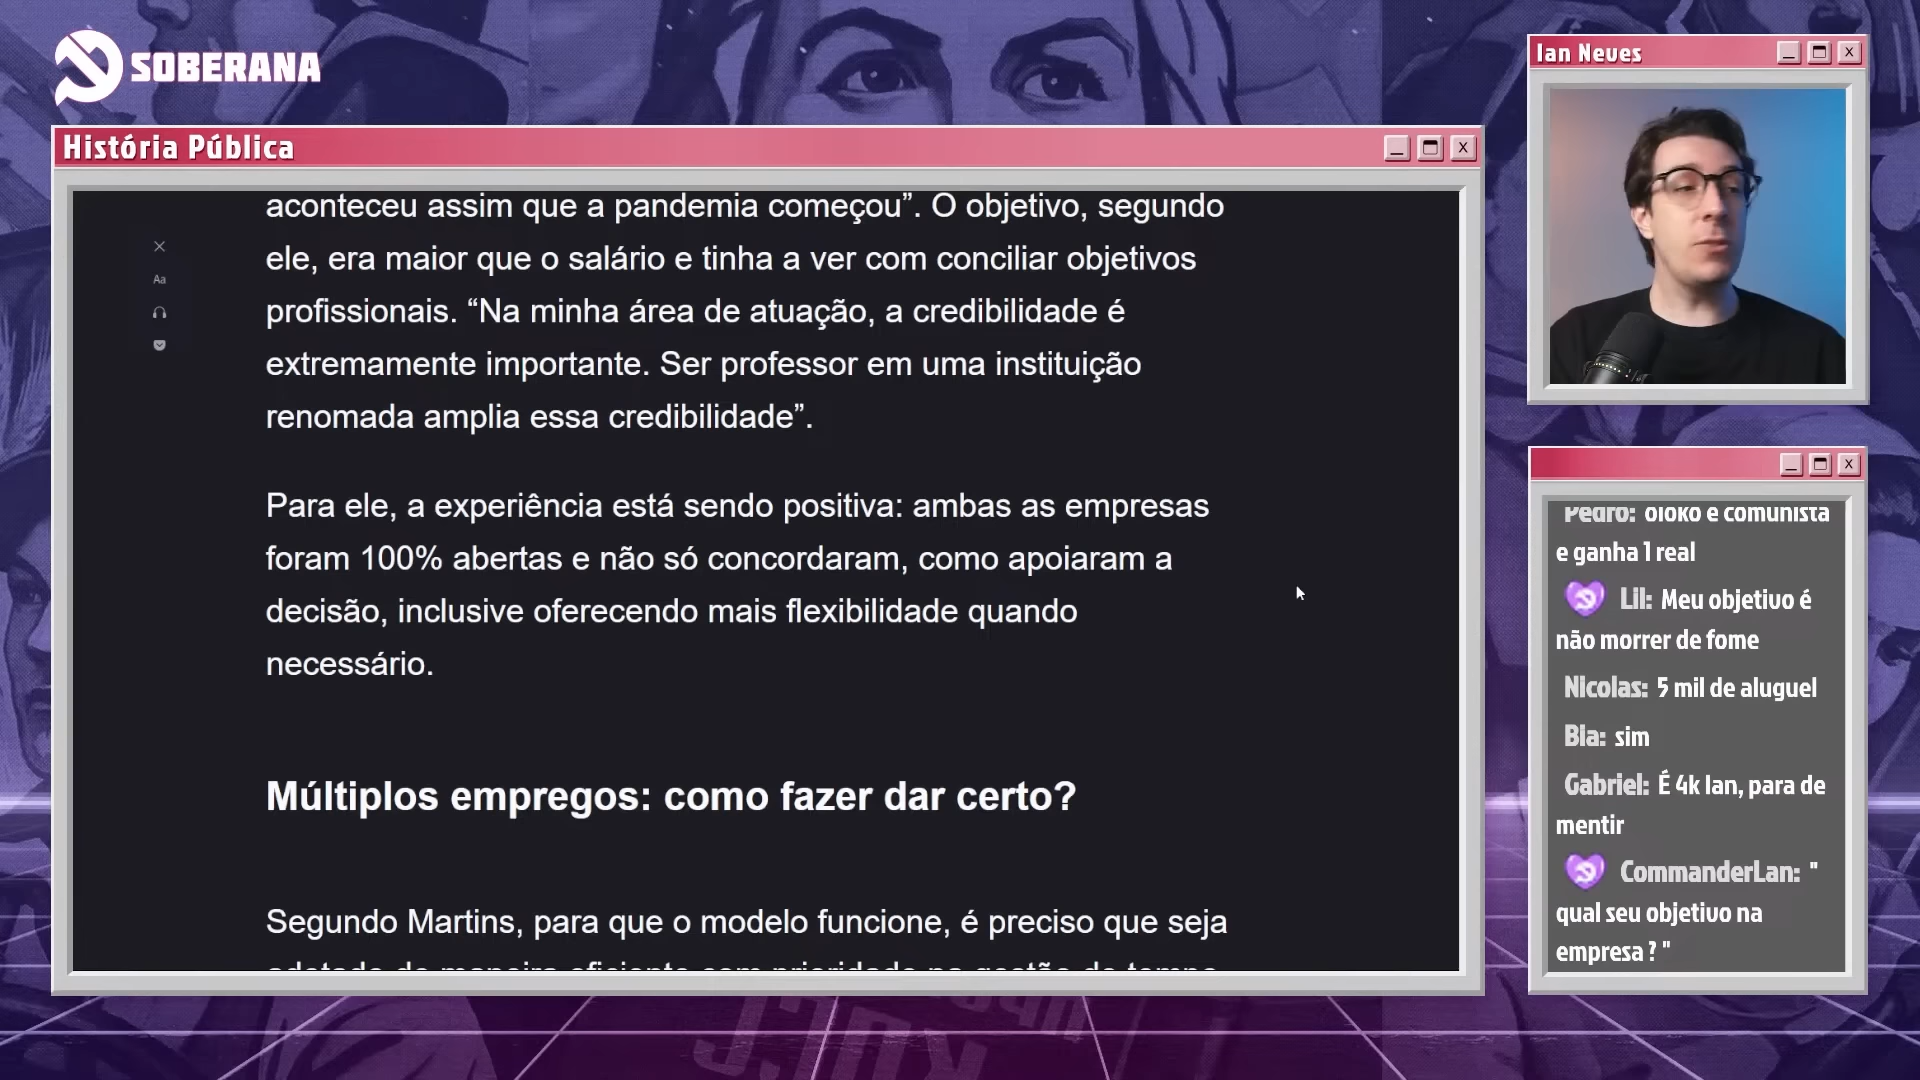 SOBERANA
História Pública
aconteceu assim que a pandemia começou”. O objetivo, segundo
ele, era maior que o salário e tinha a ver com conciliar objetivos
profissionais. “Na minha área de atuação, a credibilidade é
extremamente importante. Ser professor em uma instituição
renomada amplia essa credibilidade”.
Para ele, a experiência está sendo positiva: ambas as empresas
foram 100% abertas e não só concordaram, como apoiaram a
decisão, inclusive oferecendo mais flexibilidade quando
necessário.
Múltiplos empregos: como fazer dar certo?
Segundo Martins, para que o modelo funcione, é preciso que seja
Aa
Ian Neves
Pedro: oloko e comunista
e ganha 1 real
Lil: Meu objetivo é
não morrer de fome
Nicolas: 5 mil de aluguel
Bia: sim
Gabriel: É 4k Ian, para de
mentir
CommanderLan: "
qual seu objetivo na
empresa ? "